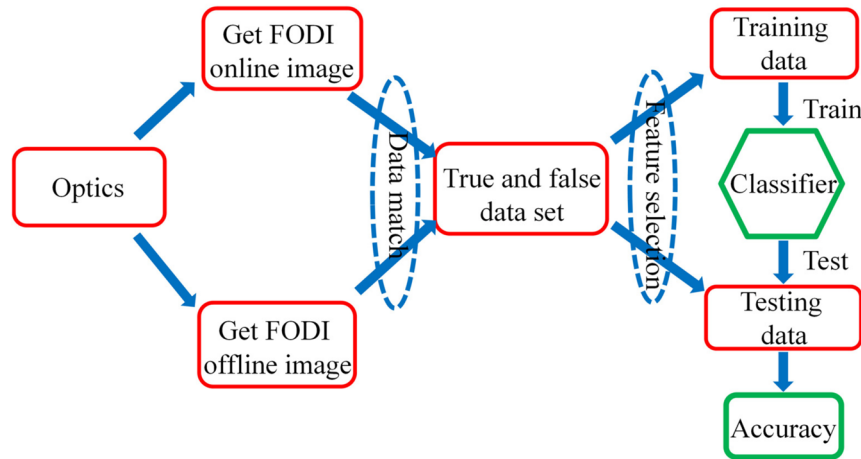 Optics
Get FODI
online image
Get FODI
offline image
Data match
True and false
data set
Feature selection
Training
data
Train
Classifier
Test
Testing
data
Accuracy